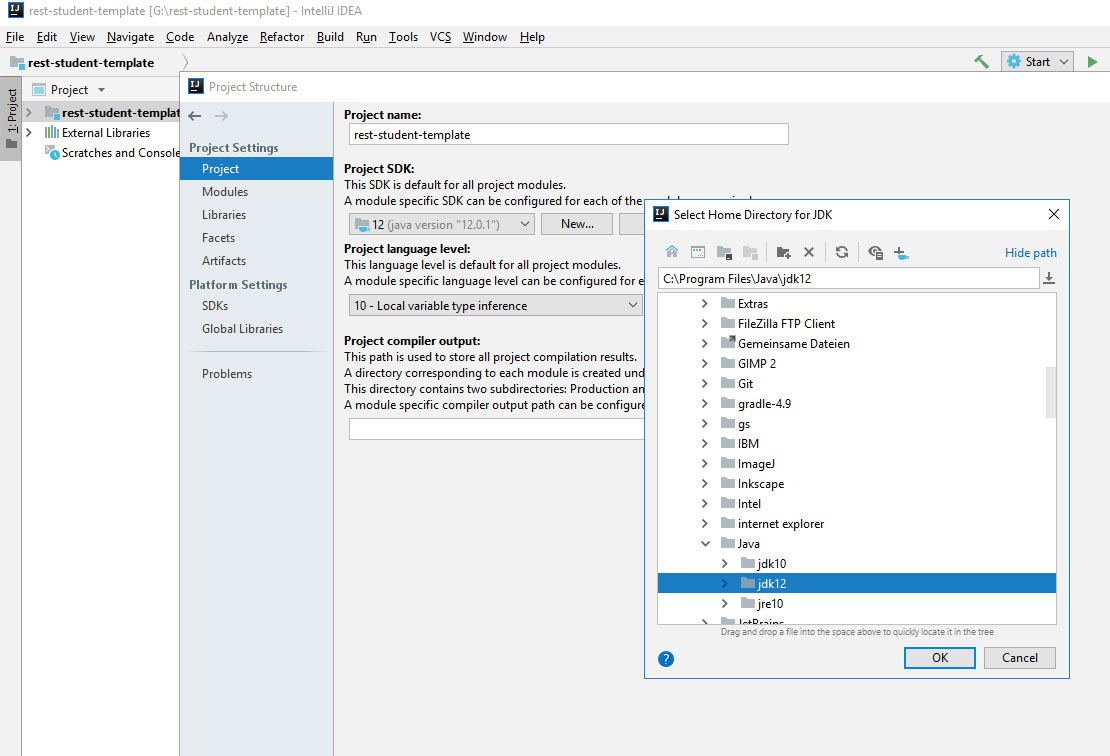 rest-student-template [G:\rest-student-template] - IntelliJ IDEA
File Edit View Navigate Code Analyze Refactor Build Run Tools VCS Window Help
rest-student-template
Start
1: Project
Project
rest-student-templat
External Libraries
Scratches and Console
Project Structure
Project Settings
Project
Modules
Libraries
Facets
Artifacts
Platform Settings
SDKs
Global Libraries
Problems
Project name:
rest-student-template
Project SDK:
This SDK is default for all project modules.
A module specific SDK can be configured for each of the
12 (java version "12.0.1")
New...
Project language level:
This language level is default for all project modules.
A module specific language level can be configured for e
10 - Local variable type inference
Project compiler output:
This path is used to store all project compilation results.
A directory corresponding to each module is created und
This directory contains two subdirectories: Production an
A module specific compiler output path can be configure
Select Home Directory for JDK
Hide path
C:\Program Files\Java\jdk12
Extras
FileZilla FTP Client
Gemeinsame Dateien
GIMP 2
Git
gradle-4.9
gs
IBM
ImageJ
Inkscape
Intel
internet explorer
Java
jdk10
jdk12
jre10
JetBrains
Drag and drop a file into the space above to quickly locate it in the tree
?
OK
Cancel